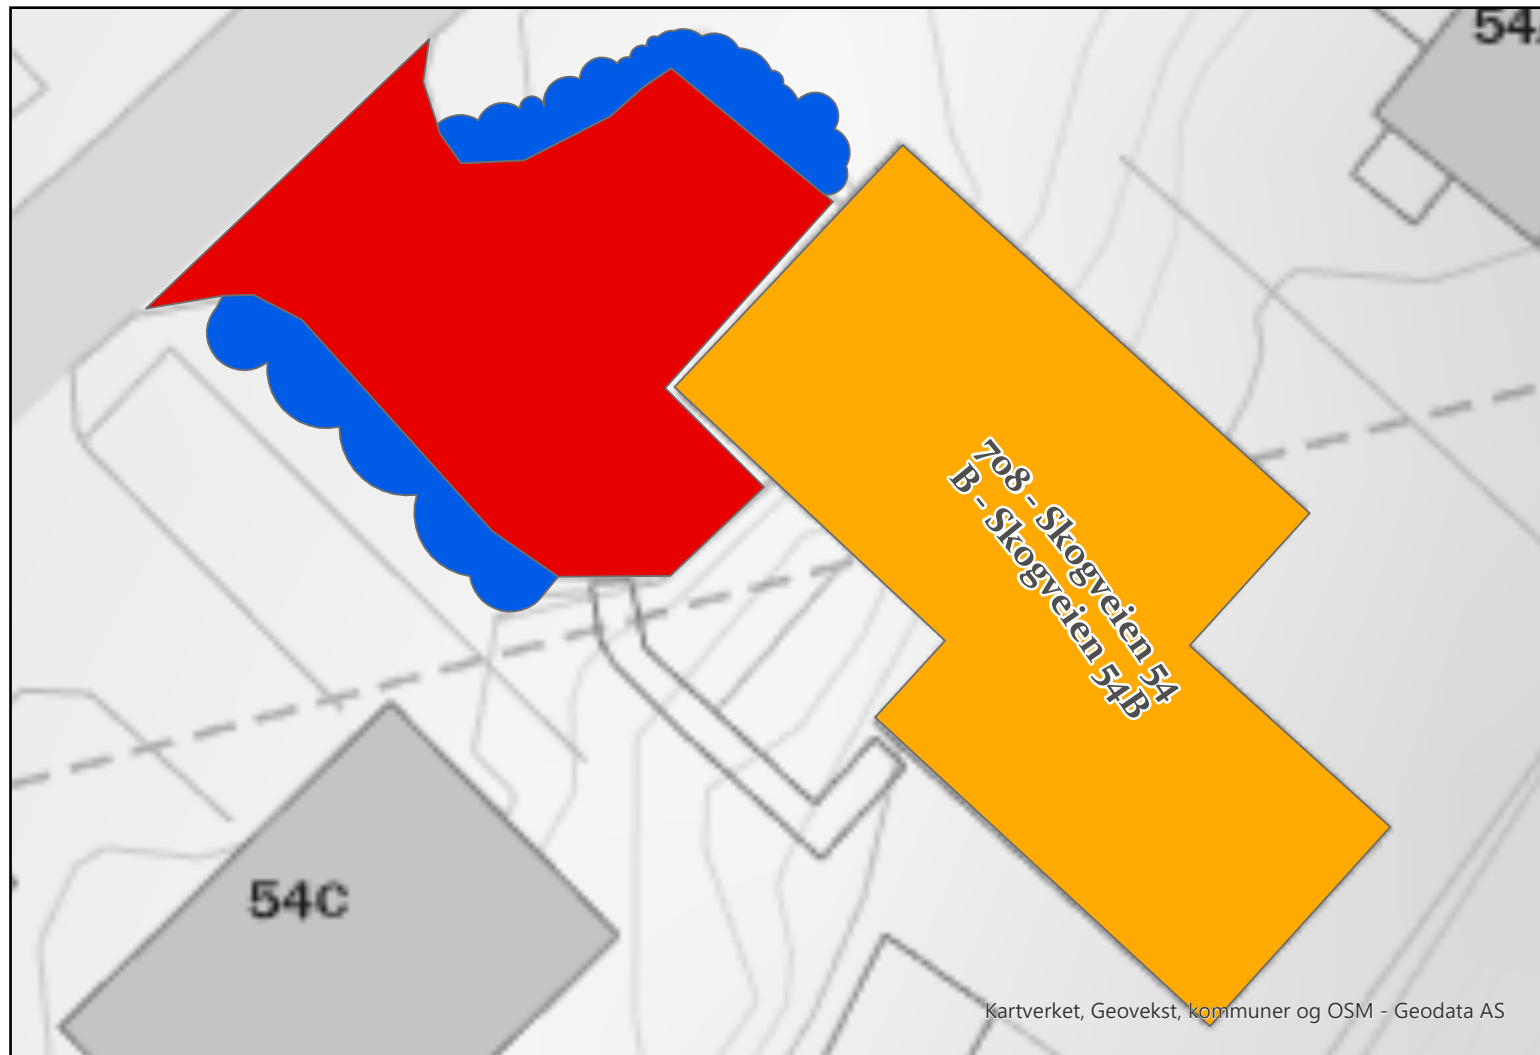 54
708 - Skogveien 54
B - Skogveien 54B
54C
Kartverket, Geovekst, kommuner og OSM - Geodata AS